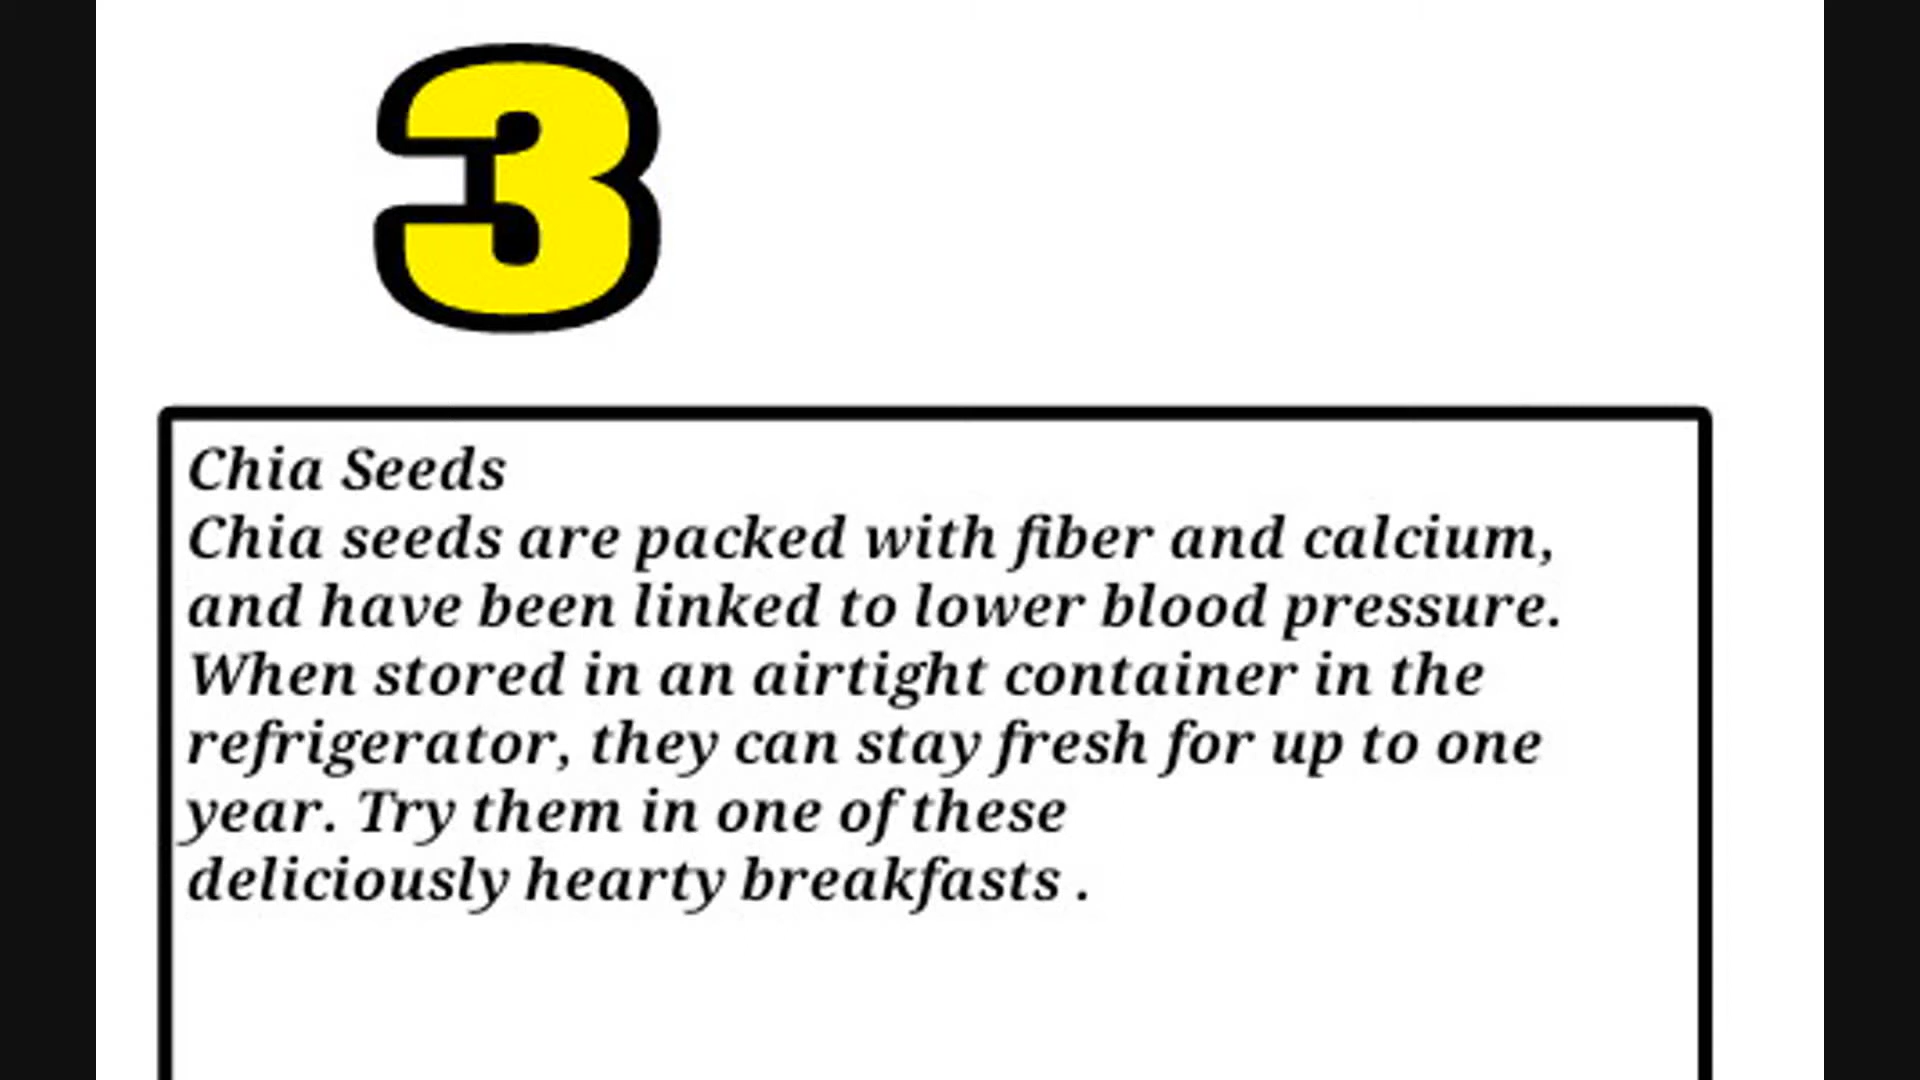 3
Chia Seeds
Chia seeds are packed with fiber and calcium,
and have been linked to lower blood pressure.
When stored in an airtight container in the
refrigerator, they can stay fresh for up to one
year. Try them in one of these
deliciously hearty breakfasts .